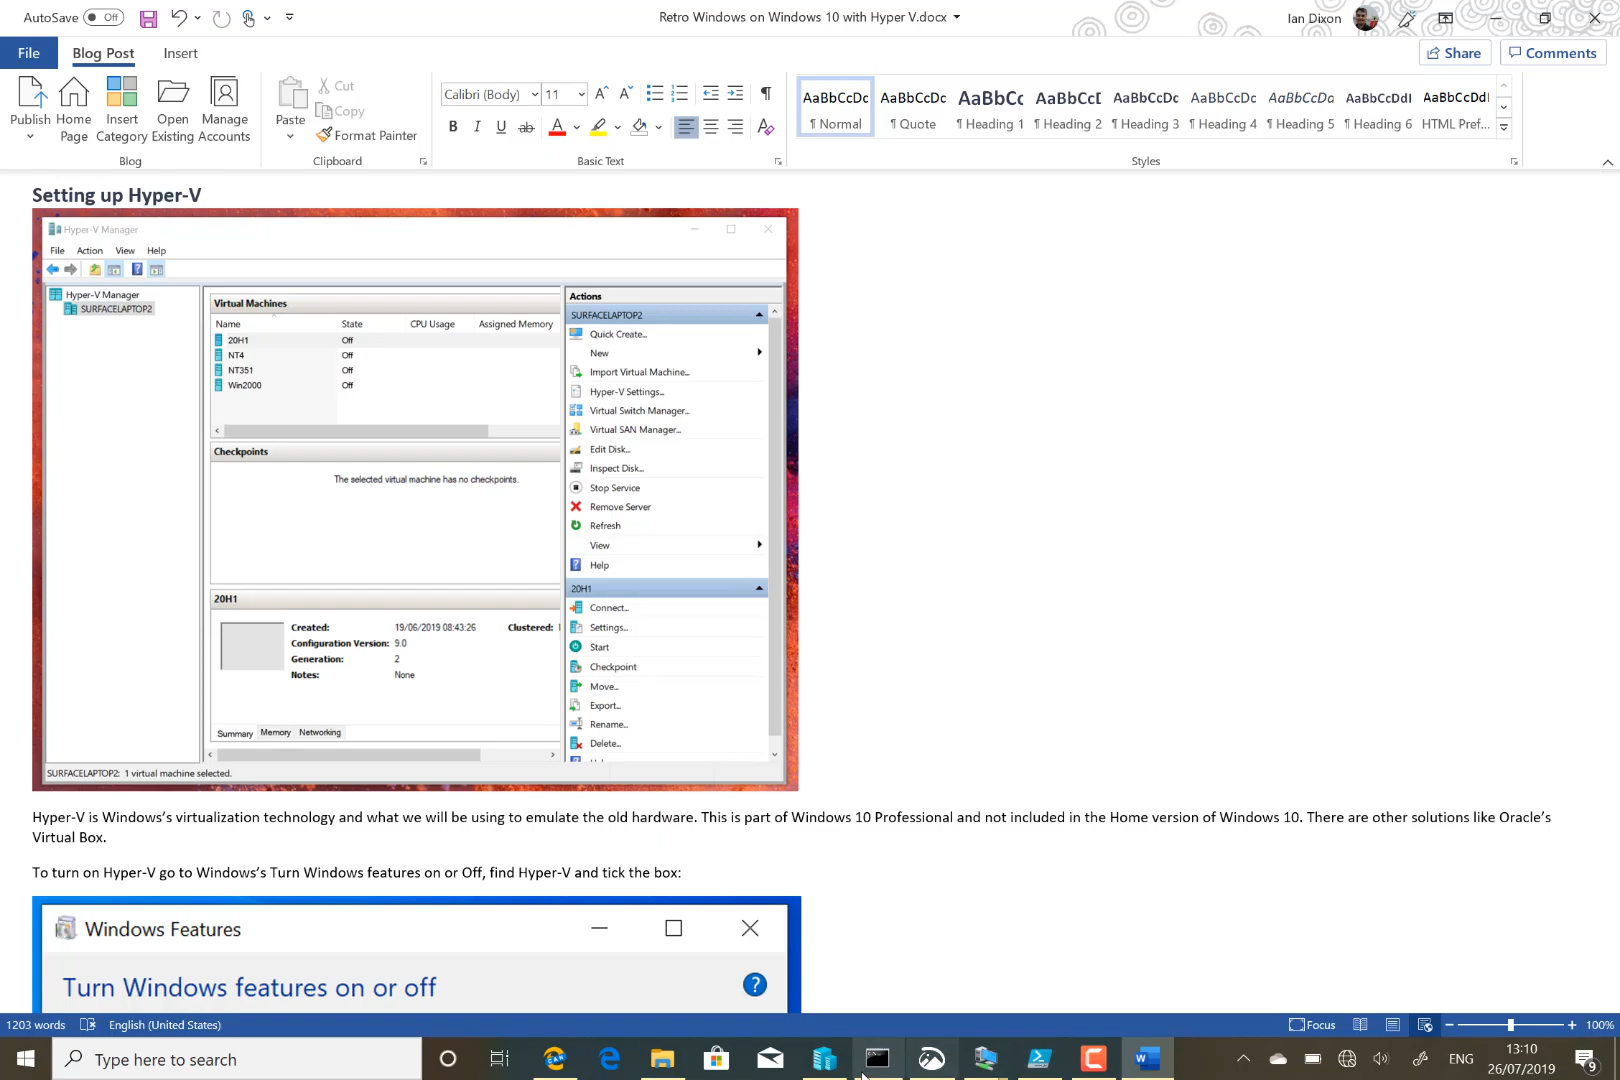 AutoSave Off
Retro Windows on Windows 10 with Hyper V.docx
Ian Dixon
File Blog Post Insert
Share Comments
Publish Home Page Insert Category Open Existing Manage Accounts
Blog
Paste Cut
Copy
Format Painter
Clipboard
Calibri (Body) 11
B I U ab A
Basic Text
AaBbCcDc AaBbCcDc AaBbCc AaBbCcC AaBbCcDc AaBbCcDc AaBbCcDa AaBbCcDdI AaBbCcDdI
¶ Normal ¶ Quote ¶ Heading 1 ¶ Heading 2 ¶ Heading 3 ¶ Heading 4 ¶ Heading 5 ¶ Heading 6 HTML Pref...
Styles
Setting up Hyper-V
Hyper-V Manager
File Action View Help
Hyper-V Manager
SURFACELAPTOP2
Virtual Machines
Name State CPU Usage Assigned Memory
20H1 Off
NT4 Off
NT351 Off
Win2000 Off
Checkpoints
The selected virtual machine has no checkpoints.
20H1
Created: 19/06/2019 08:43:26 Clustered:
Configuration Version: 9.0
Generation: 2
Notes: None
Summary Memory Networking
Actions
SURFACELAPTOP2
Quick Create...
New
Import Virtual Machine...
Hyper-V Settings...
Virtual Switch Manager...
Virtual SAN Manager...
Edit Disk...
Inspect Disk...
Stop Service
Remove Server
Refresh
View
Help
20H1
Connect...
Settings...
Start
Checkpoint
Move...
Export...
Rename...
Delete...
SURFACELAPTOP2: 1 virtual machine selected.
Hyper-V is Windows’s virtualization technology and what we will be using to emulate the old hardware. This is part of Windows 10 Professional and not included in the Home version of Windows 10. There are other solutions like Oracle’s
Virtual Box.
To turn on Hyper-V go to Windows’s Turn Windows features on or Off, find Hyper-V and tick the box:
Windows Features
Turn Windows features on or off
1203 words English (United States)
Focus 100%
Type here to search
ENG
13:10
26/07/2019
9